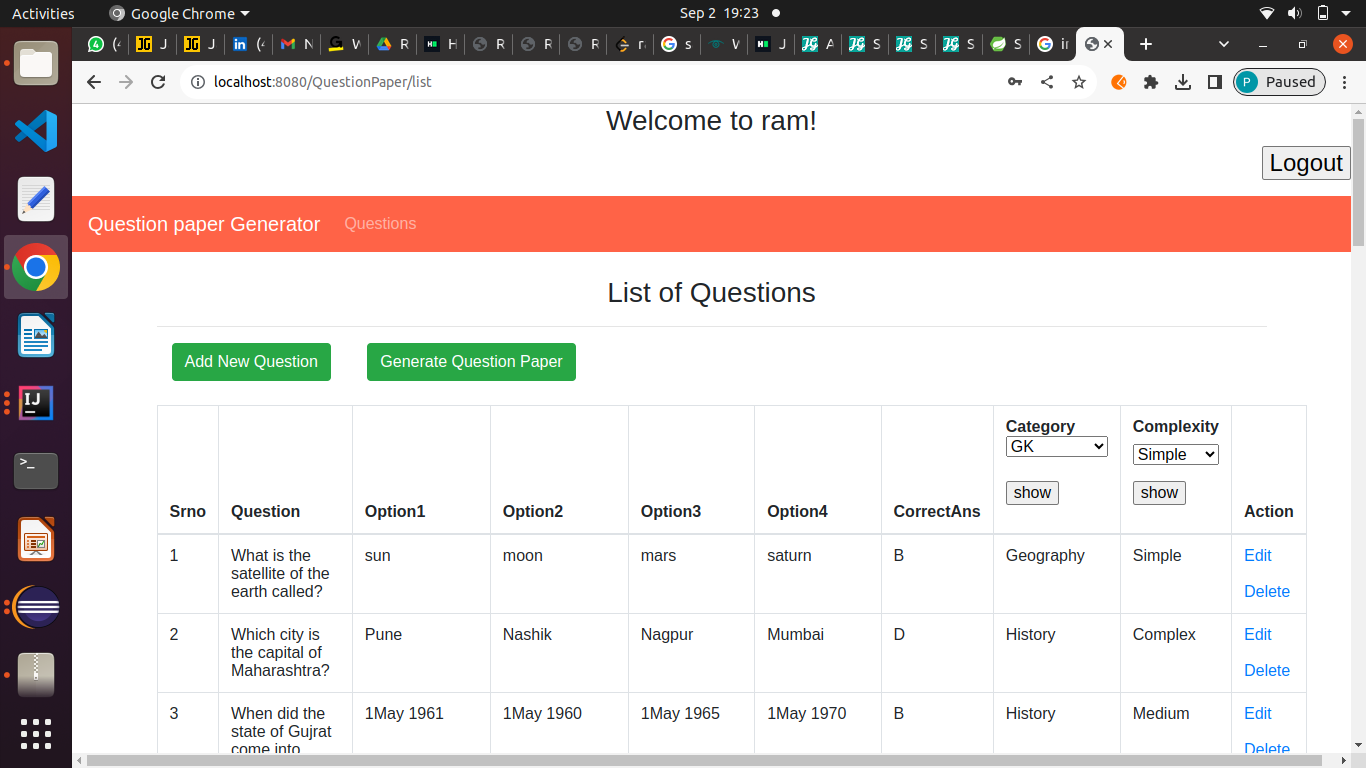 Activities Google Chrome Sep 2 19:23
4 (4 J J (4 N W R H R R R r s W J A S S S S ir
localhost:8080/QuestionPaper/list P Paused
Welcome to ram!
Logout
Question paper Generator Questions
List of Questions
Add New Question Generate Question Paper
Srno Question Option1 Option2 Option3 Option4 CorrectAns Category Complexity Action
GK Simple
show show
1 What is the sun moon mars saturn B Geography Simple Edit
satellite of the
earth called? Delete
2 Which city is Pune Nashik Nagpur Mumbai D History Complex Edit
the capital of
Maharashtra? Delete
3 When did the 1May 1961 1May 1960 1May 1965 1May 1970 B History Medium Edit
state of Gujrat
come into Delete